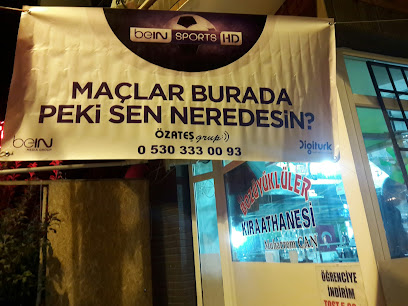 beIN SPORTS HD
MAÇLAR BURADA
PEKİ SEN NEREDESİN?
ÖZATEŞ grup:))
0 530 333 00 93
beIN
Digiturk
KIRAATHANESİ
ÖĞRENCİYE
İNDİRİM
TOST